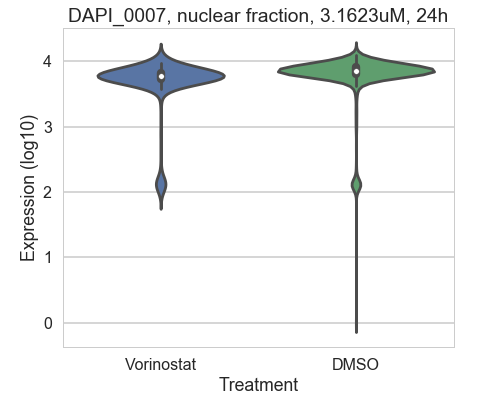 DAPI_0007, nuclear fraction, 3.1623uM, 24h
4
3
2
1
0
Expression (log10)
Vorinostat
DMSO
Treatment